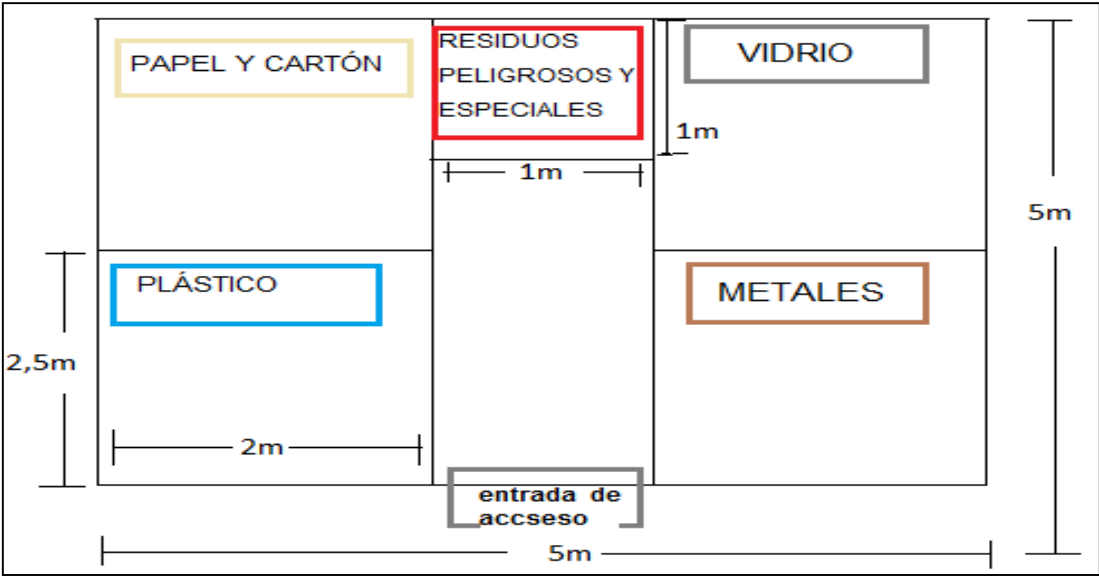 PAPEL Y CARTÓN
RESIDUOS
PELIGROSOS Y
ESPECIALES
VIDRIO
1m
1m
5m
PLÁSTICO
METALES
2,5m
2m
entrada de
accseso
5m